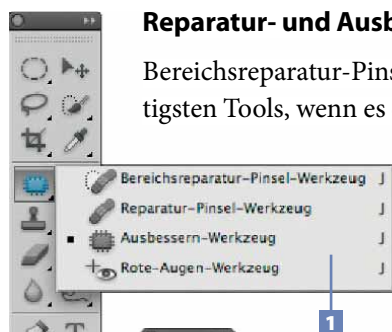 Reparatur- und Ausb
Bereichsreparatur-Pins
tigsten Tools, wenn es
Bereichsreparatur-Pinsel-Werkzeug J
Reparatur-Pinsel-Werkzeug J
Ausbessern-Werkzeug J
Rote-Augen-Werkzeug J
1
T